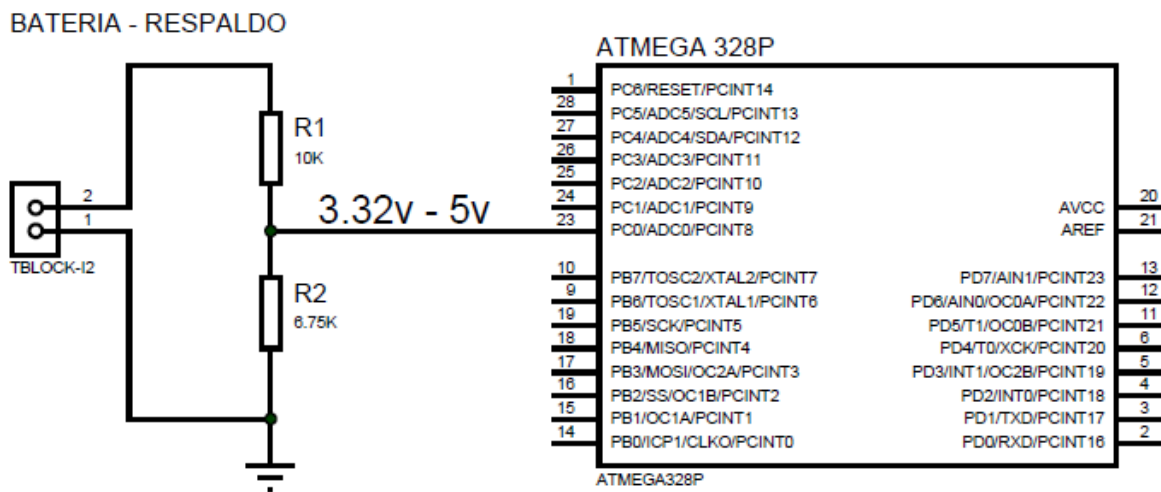 BATERIA - RESPALDO
R1
10K
2
1
TBLOCK-I2
3.32v - 5v
R2
6.75K
ATMEGA 328P
1 PC6/RESET/PCINT14
28 PC5/ADC5/SCL/PCINT13
27 PC4/ADC4/SDA/PCINT12
26 PC3/ADC3/PCINT11
25 PC2/ADC2/PCINT10
24 PC1/ADC1/PCINT9
23 PC0/ADC0/PCINT8
AVCC 20
AREF 21
10 PB7/TOSC2/XTAL2/PCINT7
9 PB6/TOSC1/XTAL1/PCINT6
19 PB5/SCK/PCINT5
18 PB4/MISO/PCINT4
17 PB3/MOSI/OC2A/PCINT3
16 PB2/SS/OC1B/PCINT2
15 PB1/OC1A/PCINT1
14 PB0/ICP1/CLKO/PCINT0
PD7/AIN1/PCINT23 13
PD6/AIN0/OC0A/PCINT22 12
PD5/T1/OC0B/PCINT21 11
PD4/T0/XCK/PCINT20 6
PD3/INT1/OC2B/PCINT19 5
PD2/INT0/PCINT18 4
PD1/TXD/PCINT17 3
PD0/RXD/PCINT16 2
ATMEGA328P